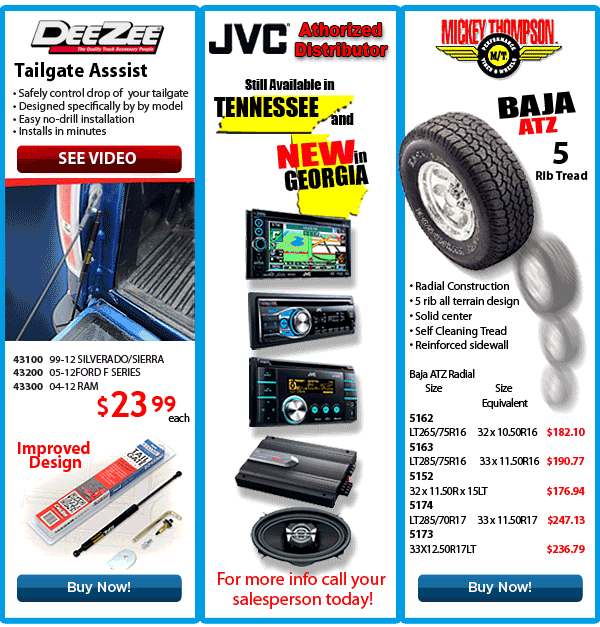 DEEZEE
The Quality Truck Accessory People
Tailgate Asssist
• Safely control drop of your tailgate
• Designed specifically by by model
• Easy no-drill installation
• Installs in minutes
SEE VIDEO
43100 99-12 SILVERADO/SIERRA
43200 05-12FORD F SERIES
43300 04-12 RAM
$23.99
each
Improved
Design
TAIL
GATE
Buy Now!
JVC Athorized
Distributor
Still Available in
TENNESSEE
and
NEW in
GEORGIA
JVC
For more info call your
salesperson today!
MICKEY THOMPSON
PERFORMANCE
M/T
TIRES & WHEELS
BAJA
ATZ
5
RIb Tread
• Radial Construction
• 5 rib all terrain design
• Solid center
• Self Cleaning Tread
• Reinforced sidewall
Baja ATZ Radial
Size Size
Equivalent
5162
LT265/75R16 32 x 10.50R16 $182.10
5163
LT285/75R16 33 x 11.50R16 $190.77
5152
32 x 11.50R x 15LT $176.94
5174
LT285/70R17 33 x 11.50R17 $247.13
5173
33X12.50R17LT $236.79
Buy Now!